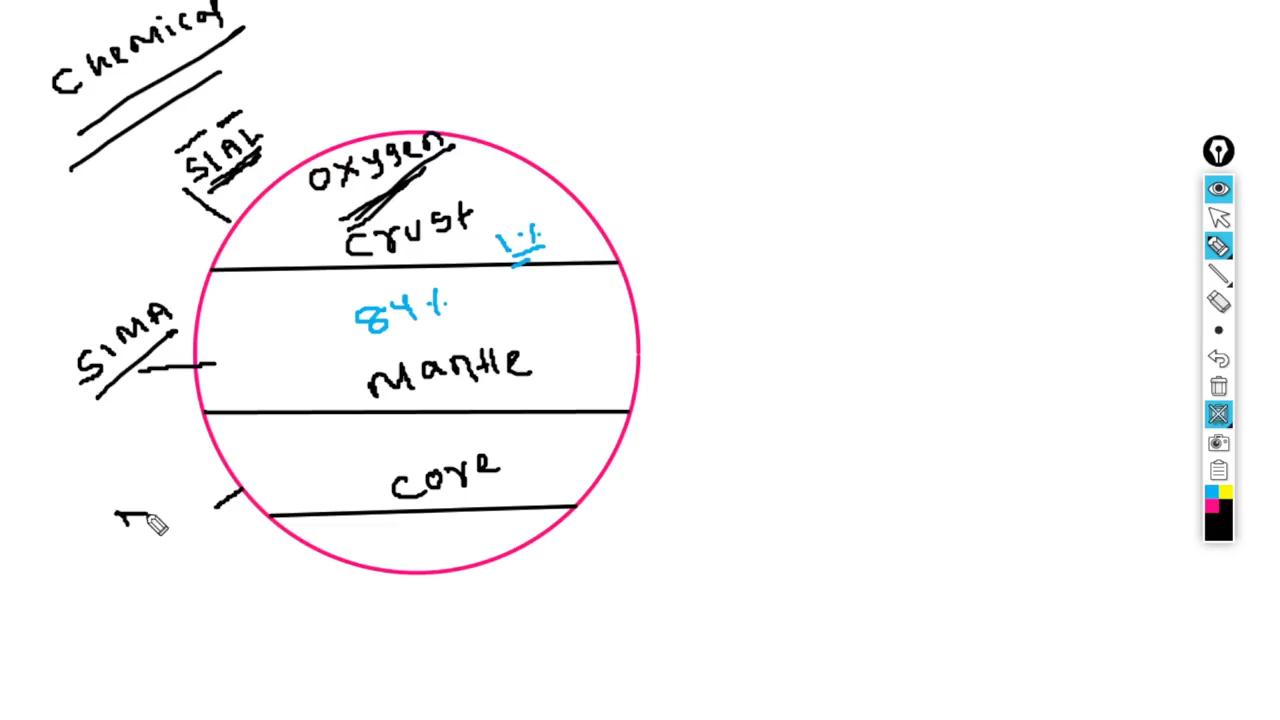 Chemical
SIAL
Oxygen
Crust
1%
84%
SIMA
Mantle
Core